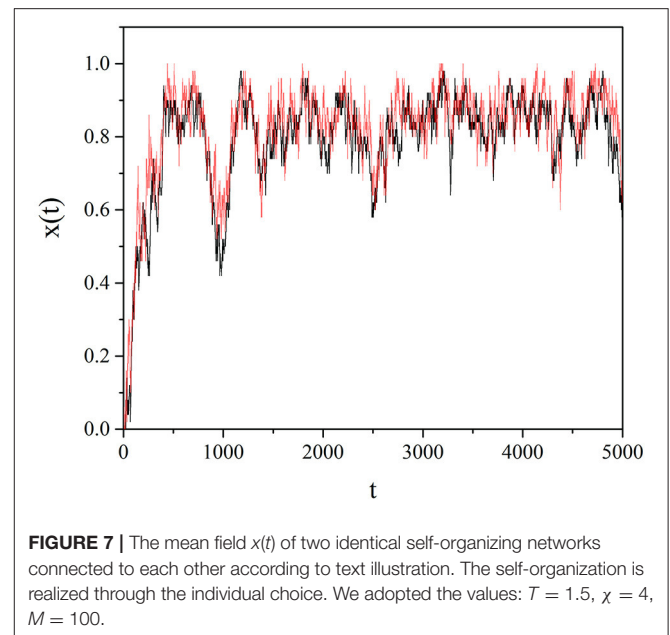 1.0
0.8
0.6
0.4
0.2
0.0
x(t)
0
1000
2000
3000
4000
5000
t
FIGURE 7 | The mean field x(t) of two identical self-organizing networks
connected to each other according to text illustration. The self-organization is
realized through the individual choice. We adopted the values: T = 1.5, χ = 4,
M = 100.